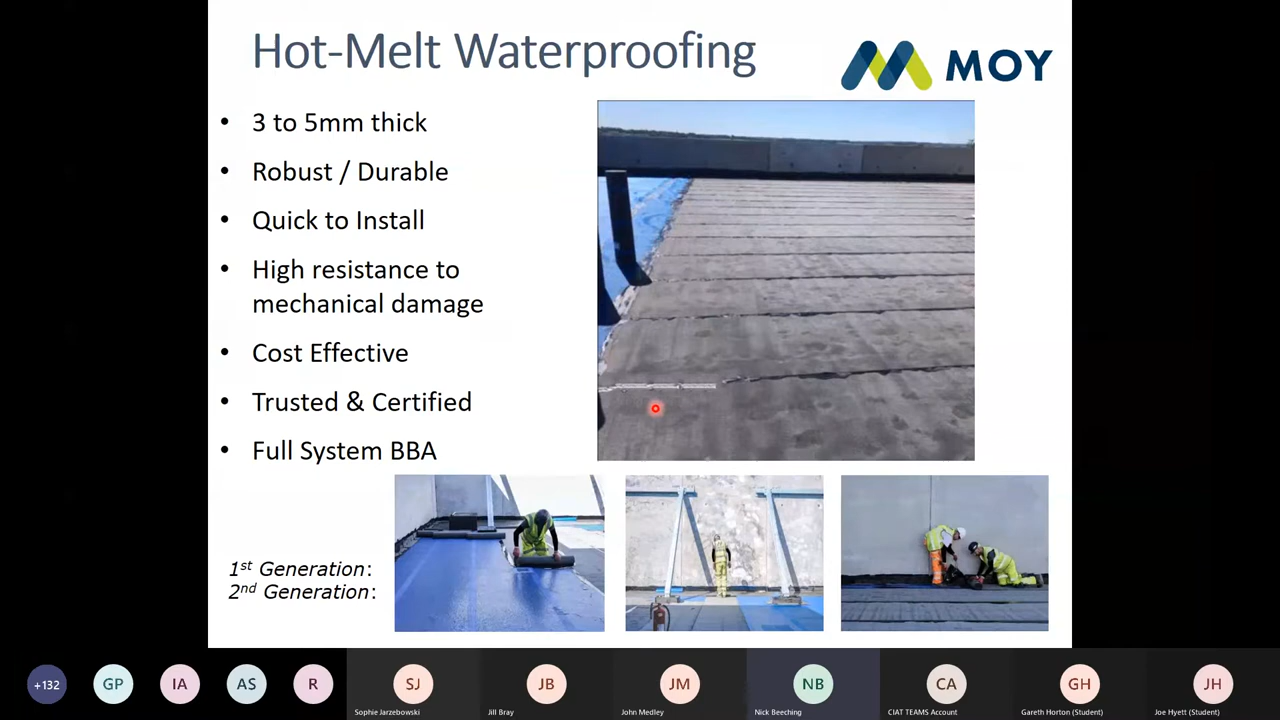 Hot-Melt Waterproofing
MOY
• 3 to 5mm thick
• Robust / Durable
• Quick to Install
• High resistance to
mechanical damage
• Cost Effective
• Trusted & Certified
• Full System BBA
1st Generation:
2nd Generation:
+132
GP
IA
AS
R
SJ
JB
JM
NB
CA
GH
JH
Sophie Jarzebowski
Jill Bray
John Medley
Nick Beeching
CIAT TEAMS Account
Gareth Horton (Student)
Joe Hyett (Student)